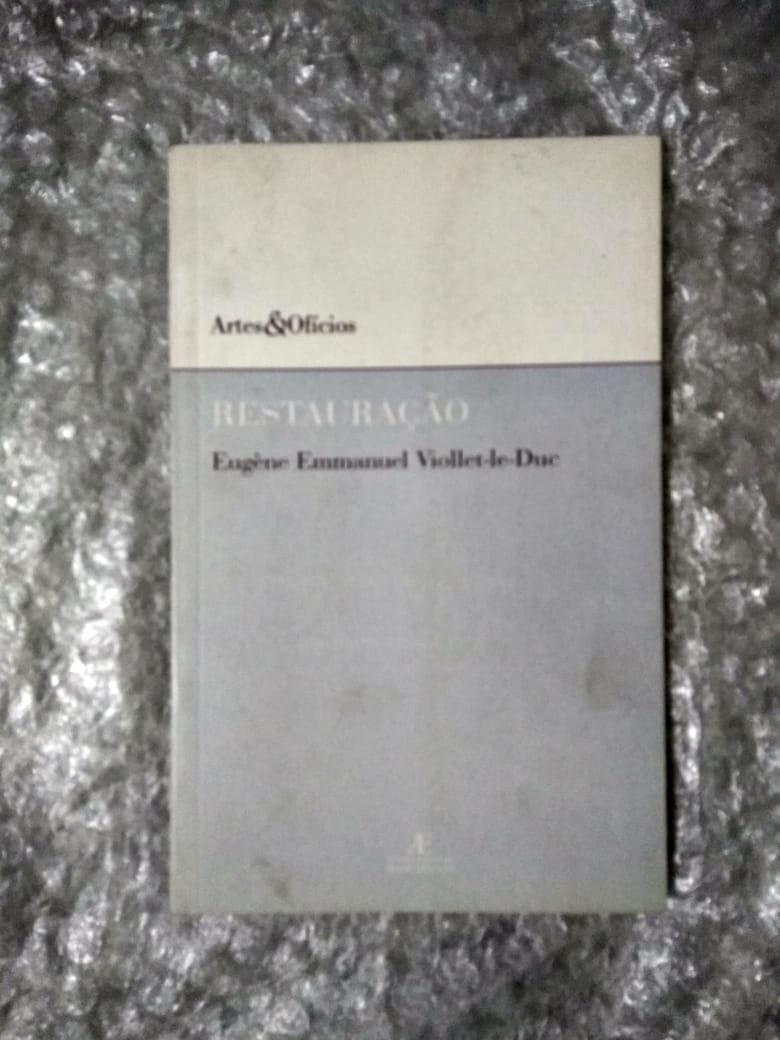 Artes&Ofícios
RESTAURAÇÃO
Eugène Emmanuel Viollet-le-Duc
Æ